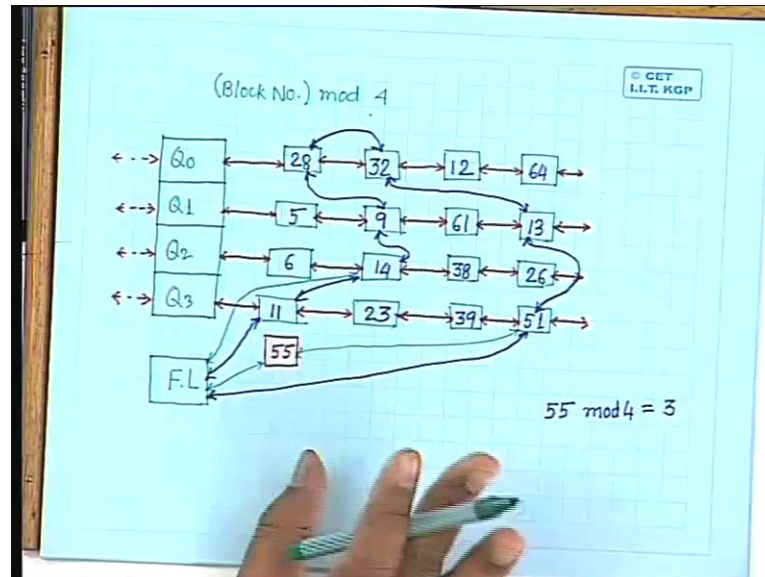 © CET
I.I.T. KGP
(Block No.) mod 4
Q0 28 32 12 64
Q1 5 9 61 13
Q2 6 14 38 26
Q3 11 23 39 51
55
F.L
55 mod 4 = 3